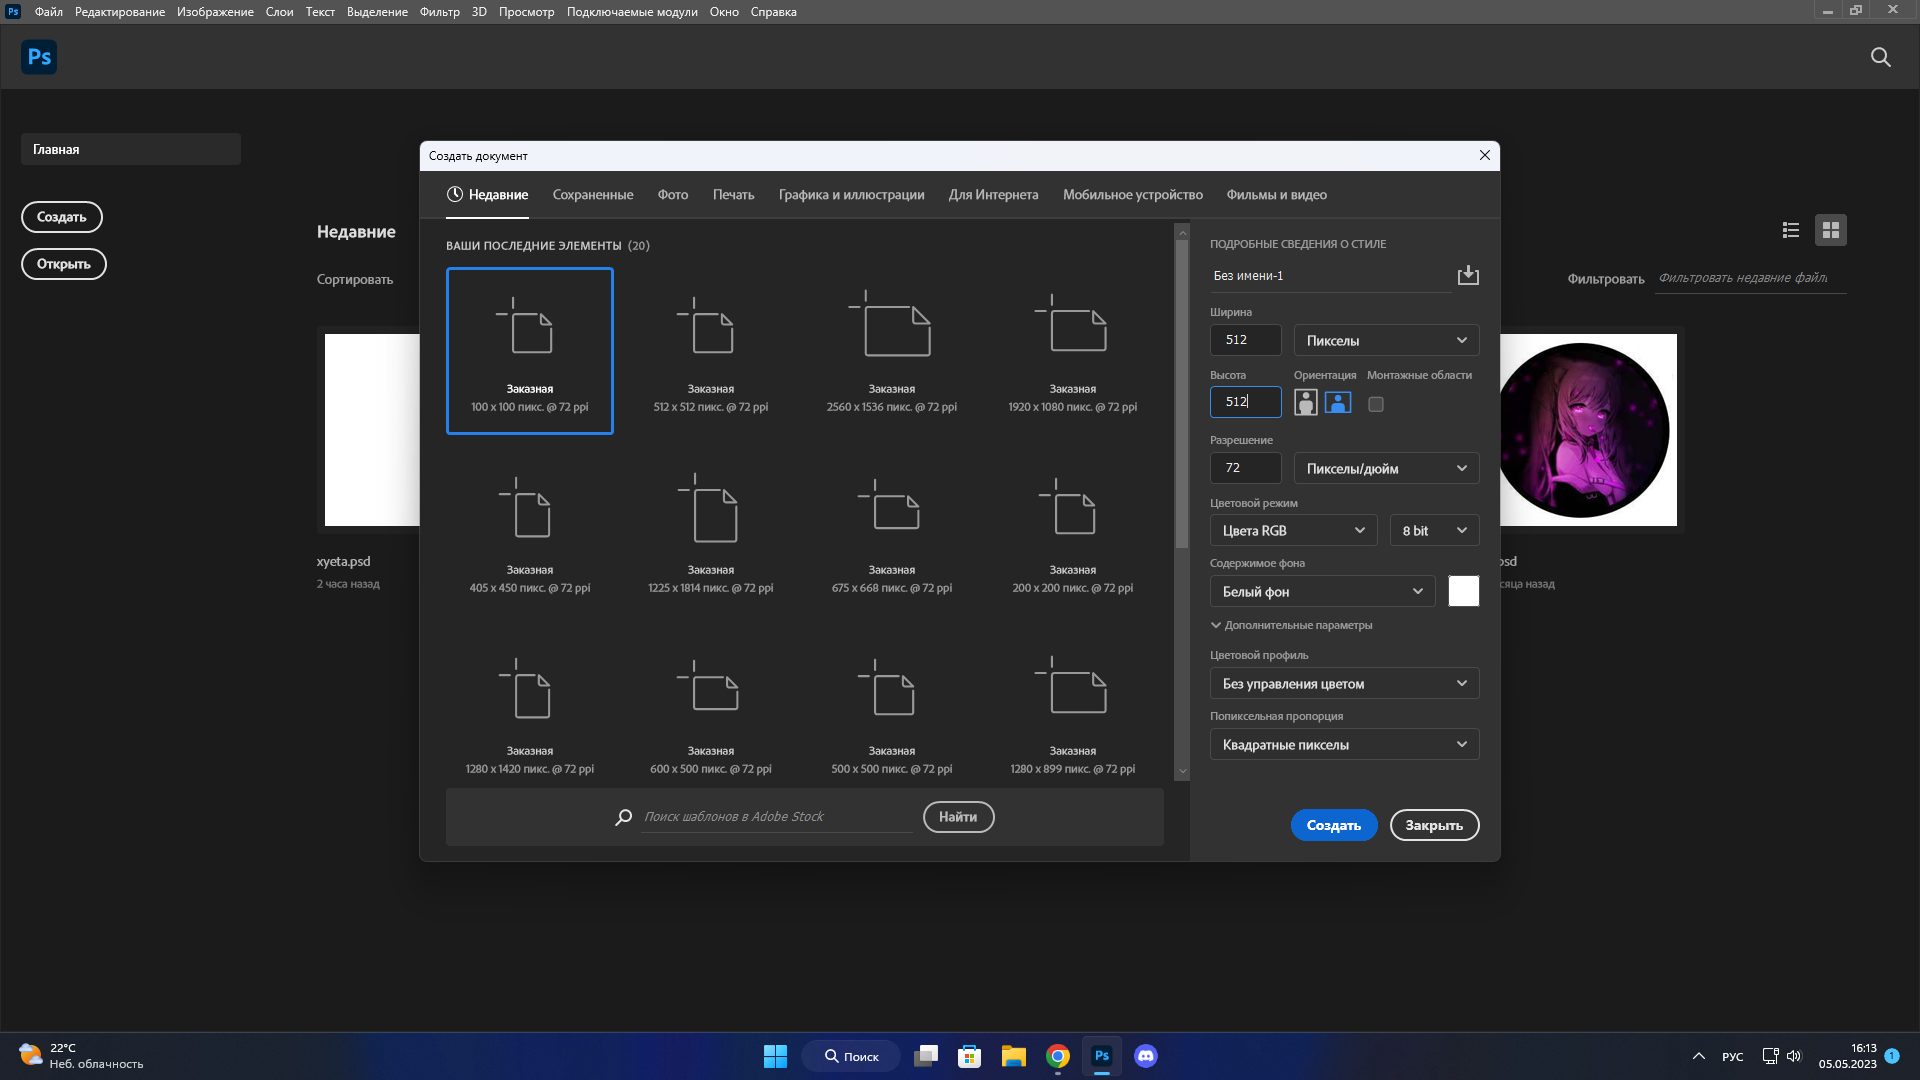 Ps Файл Редактирование Изображение Слои Текст Выделение Фильтр 3D Просмотр Подключаемые модули Окно Справка
Ps
Главная
Создать
Открыть
Недавние
Сортировать
Фильтровать Фильтровать недавние файлы
xyeta.psd
2 часа назад
psd
сяца назад
Создать документ
Недавние Сохраненные Фото Печать Графика и иллюстрации Для Интернета Мобильное устройство Фильмы и видео
ВАШИ ПОСЛЕДНИЕ ЭЛЕМЕНТЫ (20)
Заказная Заказная Заказная Заказная
100 x 100 пикс. @ 72 ppi 512 x 512 пикс. @ 72 ppi 2560 x 1536 пикс. @ 72 ppi 1920 x 1080 пикс. @ 72 ppi
Заказная Заказная Заказная Заказная
405 x 450 пикс. @ 72 ppi 1225 x 1814 пикс. @ 72 ppi 675 x 668 пикс. @ 72 ppi 200 x 200 пикс. @ 72 ppi
Заказная Заказная Заказная Заказная
1280 x 1420 пикс. @ 72 ppi 600 x 500 пикс. @ 72 ppi 500 x 500 пикс. @ 72 ppi 1280 x 899 пикс. @ 72 ppi
Поиск шаблонов в Adobe Stock Найти
ПОДРОБНЫЕ СВЕДЕНИЯ О СТИЛЕ
Без имени-1
Ширина
512 Пикселы
Высота Ориентация Монтажные области
512
Разрешение
72 Пикселы/дюйм
Цветовой режим
Цвета RGB 8 bit
Содержимое фона
Белый фон
Дополнительные параметры
Цветовой профиль
Без управления цветом
Попиксельная пропорция
Квадратные пикселы
Создать Закрыть
22°C
Неб. облачность
Поиск
Ps
РУС
16:13
05.05.2023
1